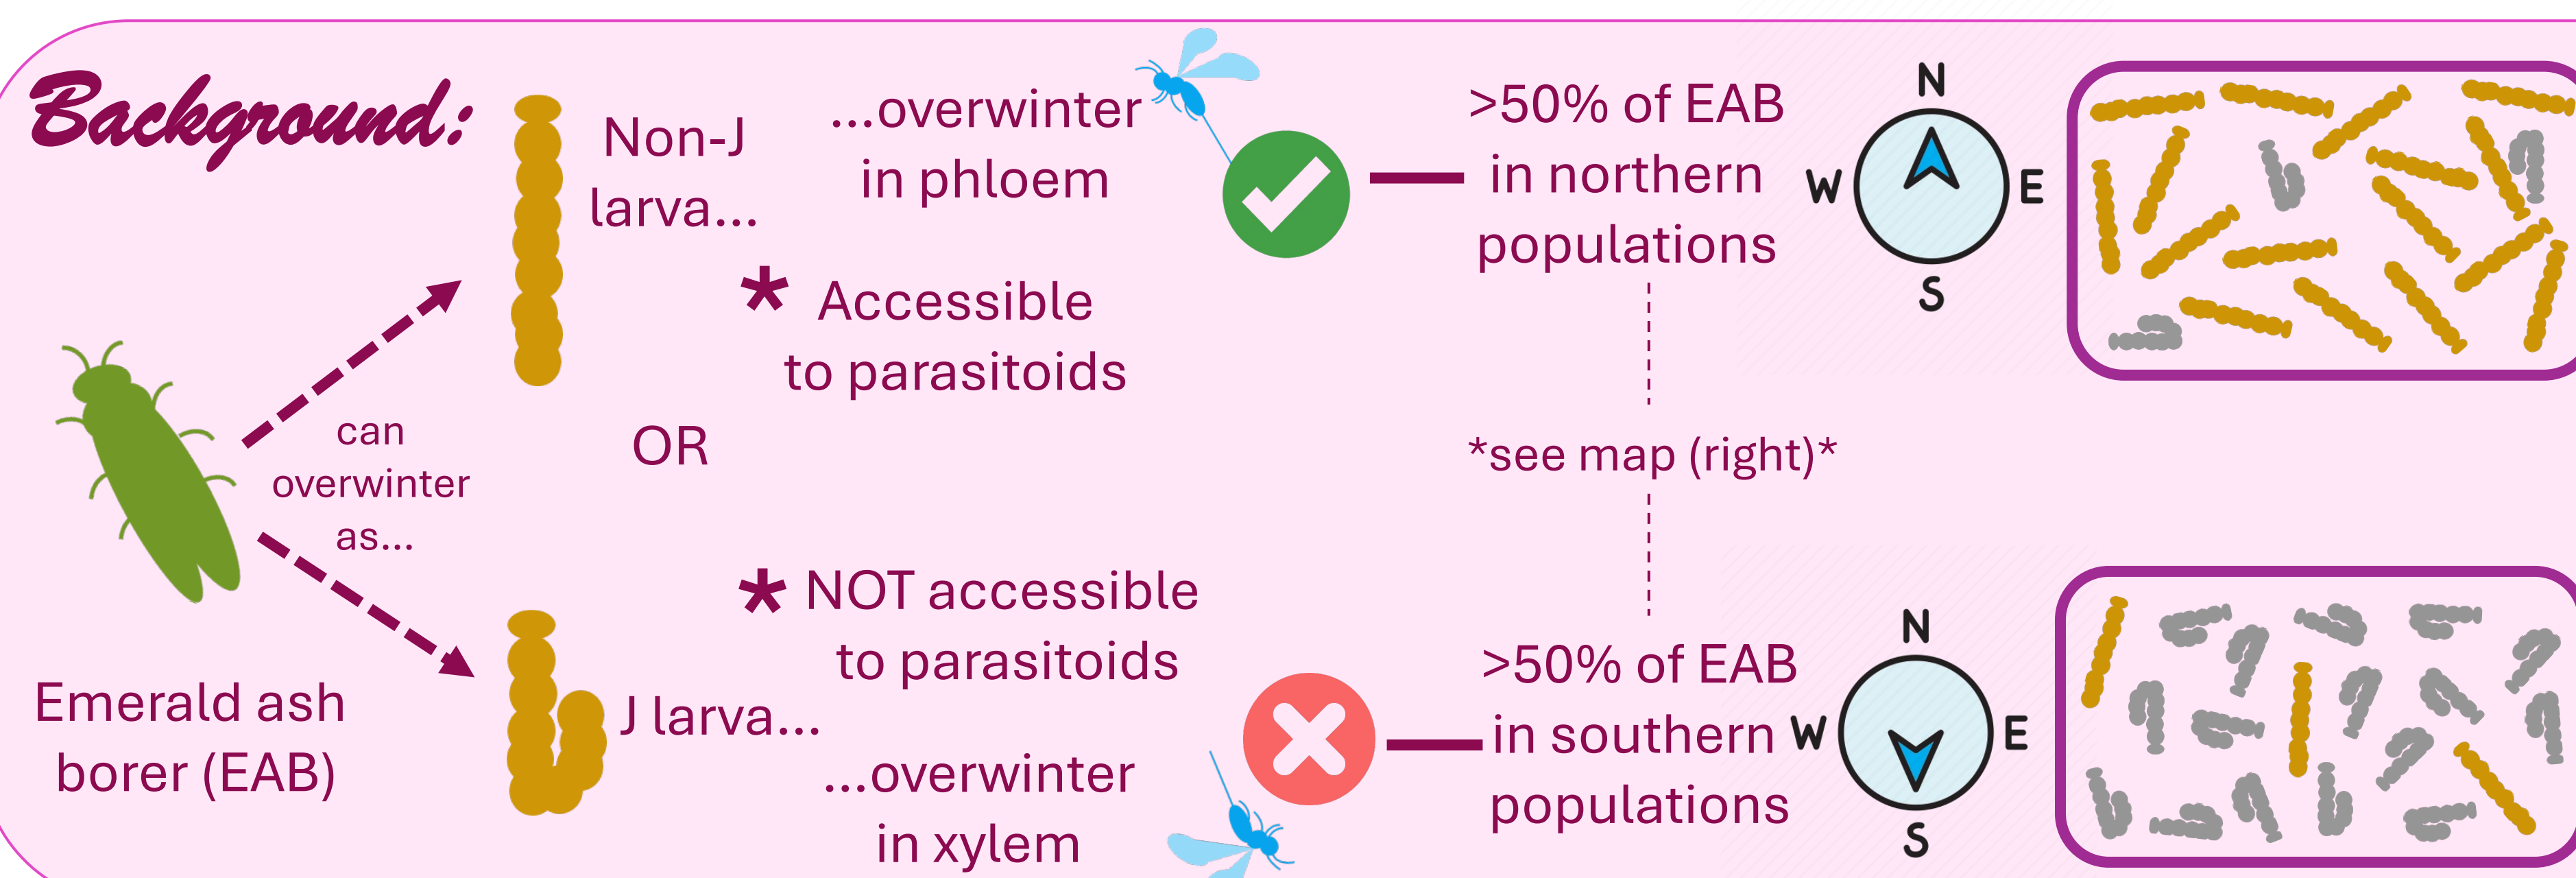 Background:
Non-J
larva...
...overwinter
in phloem
* Accessible
to parasitoids
>50% of EAB
in northern
populations
N
W E
S
can
overwinter
as...
OR
*see map (right)*
Emerald ash
borer (EAB)
J larva...
* NOT accessible
to parasitoids
...overwinter
in xylem
>50% of EAB
in southern
populations
N
W E
S